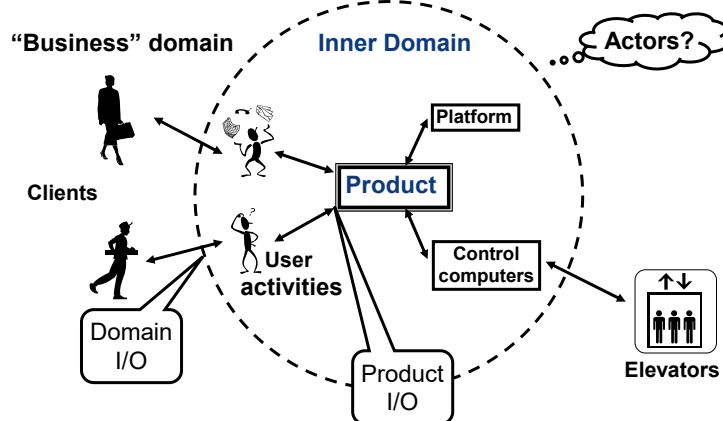 “Business” domain
Inner Domain
Actors?
Platform
Product
Clients
User
activities
Control
computers
Domain
I/O
Product
I/O
Elevators
?